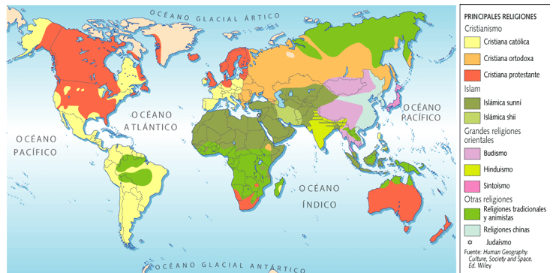 OCÉANO GLACIAL ÁRTICO
OCÉANO
PACÍFICO
OCÉANO
ATLÁNTICO
OCÉANO
ÍNDICO
OCÉANO
PACÍFICO
OCÉANO GLACIAL ANTÁRTICO
PRINCIPALES RELIGIONES
Cristianismo
Cristiana católica
Cristiana ortodoxa
Cristiana protestante
Islam
Islámica sunní
Islámica shií
Grandes religiones
orientales
Budismo
Hinduismo
Sintoísmo
Otras religiones
Religiones tradicionales
y animistas
Religiones chinas
Judaísmo
Fuente: Human Geography:
Culture, Society and Space.
Ed. Wiley